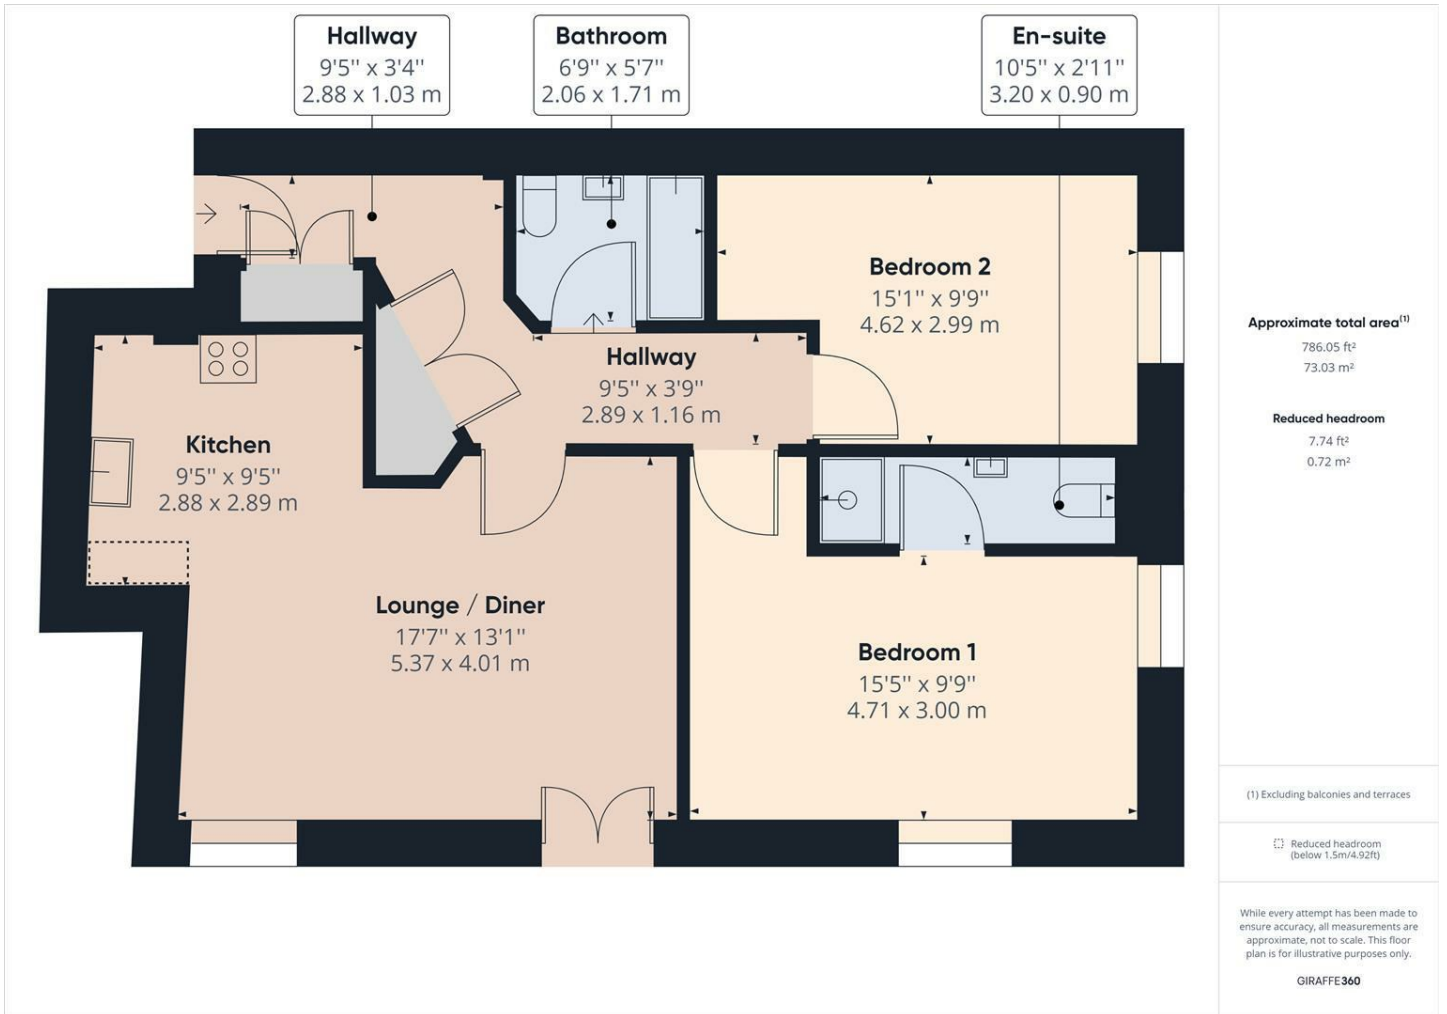 Hallway
9'5'' x 3'4''
2.88 x 1.03 m
Bathroom
6'9'' x 5'7''
2.06 x 1.71 m
En-suite
10'5'' x 2'11''
3.20 x 0.90 m
Bedroom 2
15'1'' x 9'9''
4.62 x 2.99 m
Hallway
9'5'' x 3'9''
2.89 x 1.16 m
Kitchen
9'5'' x 9'5''
2.88 x 2.89 m
Lounge / Diner
17'7'' x 13'1''
5.37 x 4.01 m
Bedroom 1
15'5'' x 9'9''
4.71 x 3.00 m
Approximate total area(1)
786.05 ft²
73.03 m²
Reduced headroom
7.74 ft²
0.72 m²
(1) Excluding balconies and terraces
Reduced headroom
(below 1.5m/4.92ft)
While every attempt has been made to
ensure accuracy, all measurements are
approximate, not to scale. This floor
plan is for illustrative purposes only.
GIRAFFE360